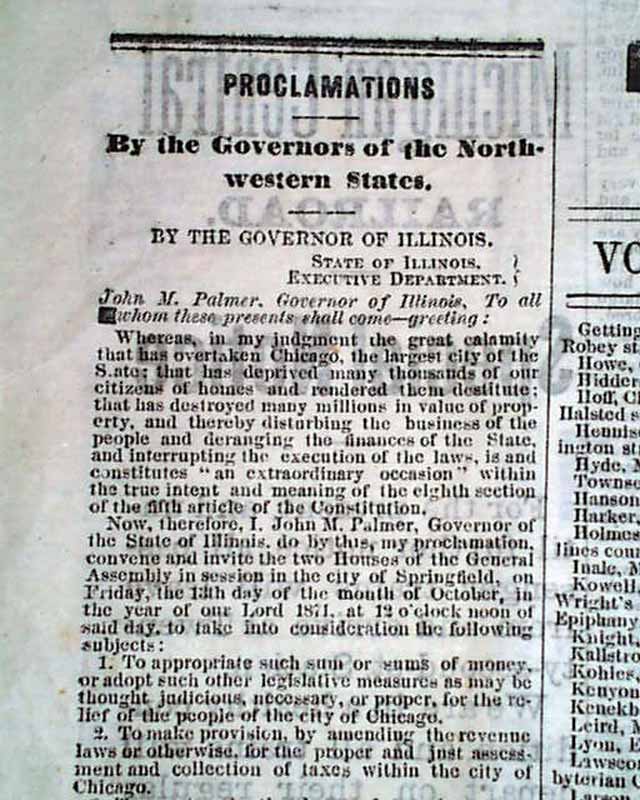 PROCLAMATIONS
By the Governors of the North-
western States.
BY THE GOVERNOR OF ILLINOIS.
STATE OF ILLINOIS, }
EXECUTIVE DEPARTMENT. }
John M. Palmer, Governor of Illinois, To all
whom these presents shall come—greeting:
Whereas, in my judgment the great calamity
that has overtaken Chicago, the largest city of the
State; that has deprived many thousands of our
citizens of homes and rendered them destitute;
that has destroyed many millions in value of prop-
erty, and thereby disturbing the business of the
people and deranging the finances of the State,
and interrupting the execution of the laws, is and
constitutes "an extraordinary occasion" within
the true intent and meaning of the eighth section
of the fifth article of the Constitution.
Now, therefore, I, John M. Palmer, Governor of
the State of Illinois, do by this, my proclamation,
convene and invite the two Houses of the General
Assembly in session in the city of Springfield, on
Friday, the 13th day of the month of October, in
the year of our Lord 1871, at 12 o'clock noon of
said day, to take into consideration the following
subjects:
1. To appropriate such sum or sums of money,
or adopt such other legislative measures as may be
thought judicious, necessary, or proper, for the re-
lief of the people of the city of Chicago.
2. To make provision, by amending the revenue
laws or otherwise, for the proper and just assess-
ment and collection of taxes within the city of
Chicago.
VO
Getting
Robey st
Howe,
Hidder
Hoff, Ch
Halsted s
Hennis
ington st
Hyde, M
Townse
Hanson
Harker,
Holmes
lines cou
Inale, M
Kowell
Wright's
Epiphany
Knight,
Kallstro
Kohles,
Kenyon
Kenekb
Leird, M
Lyon, E
Lawscon
byterian C
Larson